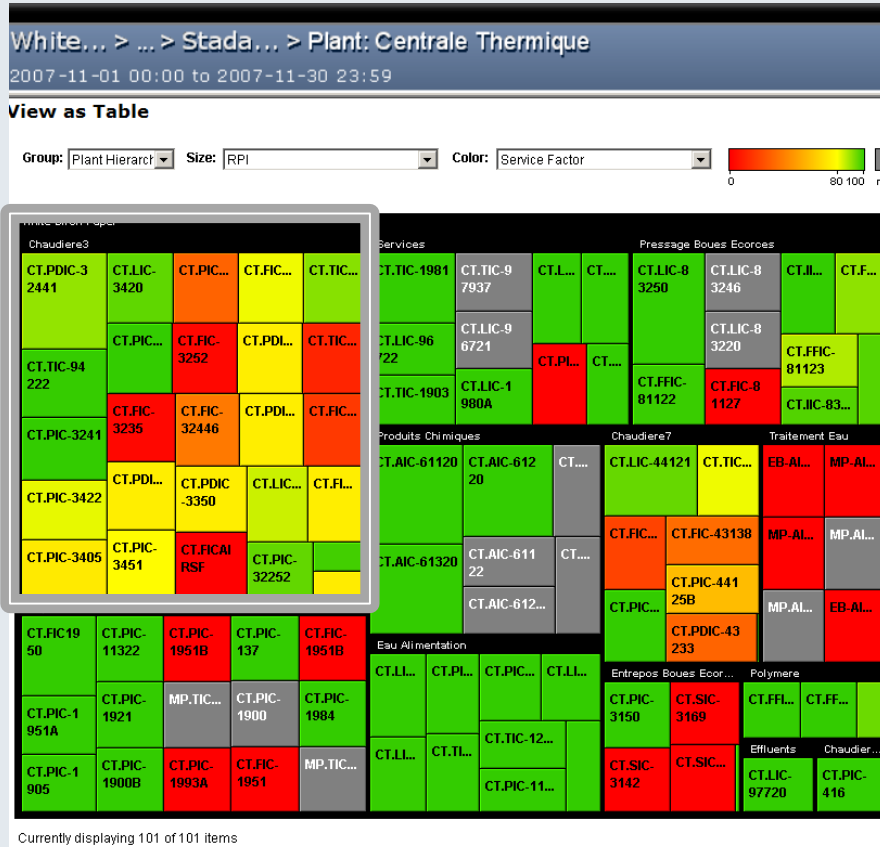 White... > ... > Stada... > Plant: Centrale Thermique
2007-11-01 00:00 to 2007-11-30 23:59
View as Table
Group: Plant Hierarch Size: RPI Color: Service Factor
0 80 100
Chaudiere3
CT.PDIC-3
2441
CT.LIC-
3420
CT.PIC...
CT.FIC...
CT.TIC...
CT.TIC-94
222
CT.PIC...
CT.FIC-
3252
CT.PDI...
CT.TIC...
CT.PIC-3241
CT.FIC-
3235
CT.FIC-
32446
CT.PDI...
CT.FIC...
CT.PIC-3422
CT.PDI...
CT.PDIC
-3350
CT.LIC...
CT.FI...
CT.PIC-3405
CT.PIC-
3451
CT.FICAI
RSF
CT.PIC-
32252
Services
CT.TIC-1981
CT.TIC-9
7937
CT.L...
CT....
CT.LIC-96
722
CT.LIC-9
6721
CT.PI...
CT....
CT.TIC-1903
CT.LIC-1
980A
Pressage Boues Ecorces
CT.LIC-8
3250
CT.LIC-8
3246
CT.II...
CT.F...
CT.LIC-8
3220
CT.FFIC-
81123
CT.FFIC-
81122
CT.FIC-8
1127
CT.IIC-83...
Produits Chimiques
CT.AIC-61120
CT.AIC-612
20
CT....
CT.AIC-61320
CT.AIC-611
22
CT....
CT.AIC-612...
Chaudiere7
CT.LIC-44121
CT.TIC...
CT.FIC...
CT.FIC-43138
CT.PIC-441
25B
CT.PIC...
CT.PDIC-43
233
Traitement Eau
EB-AI...
MP-AI...
MP-AI...
MP.AI...
MP.AI...
EB-AI...
CT.FIC19
50
CT.PIC-
11322
CT.PIC-
1951B
CT.PIC-
137
CT.FIC-
1951B
CT.PIC-1
951A
CT.PIC-
1921
MP.TIC...
CT.PIC-
1900
CT.PIC-
1984
CT.PIC-1
905
CT.PIC-
1900B
CT.PIC-
1993A
CT.FIC-
1951
MP.TIC...
Eau Alimentation
CT.LI...
CT.PI...
CT.PIC...
CT.LI...
CT.LI...
CT.TI...
CT.TIC-12...
CT.PIC-11...
Entrepos Boues Ecor...
CT.PIC-
3150
CT.SIC-
3169
CT.SIC-
3142
CT.SIC...
Polymere
CT.FFI...
CT.FF...
Effluents
CT.LIC-
97720
Chaudier...
CT.PIC-
416
Currently displaying 101 of 101 items